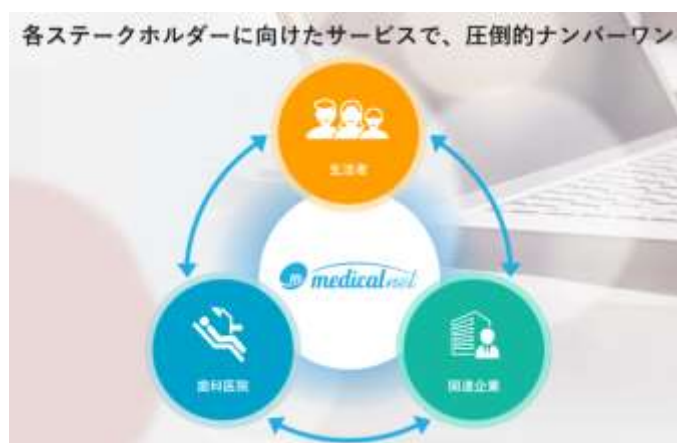 各ステークホルダーに向けたサービスで、圧倒的ナンバーワン
生活者
medicalnet
歯科医院
関連企業